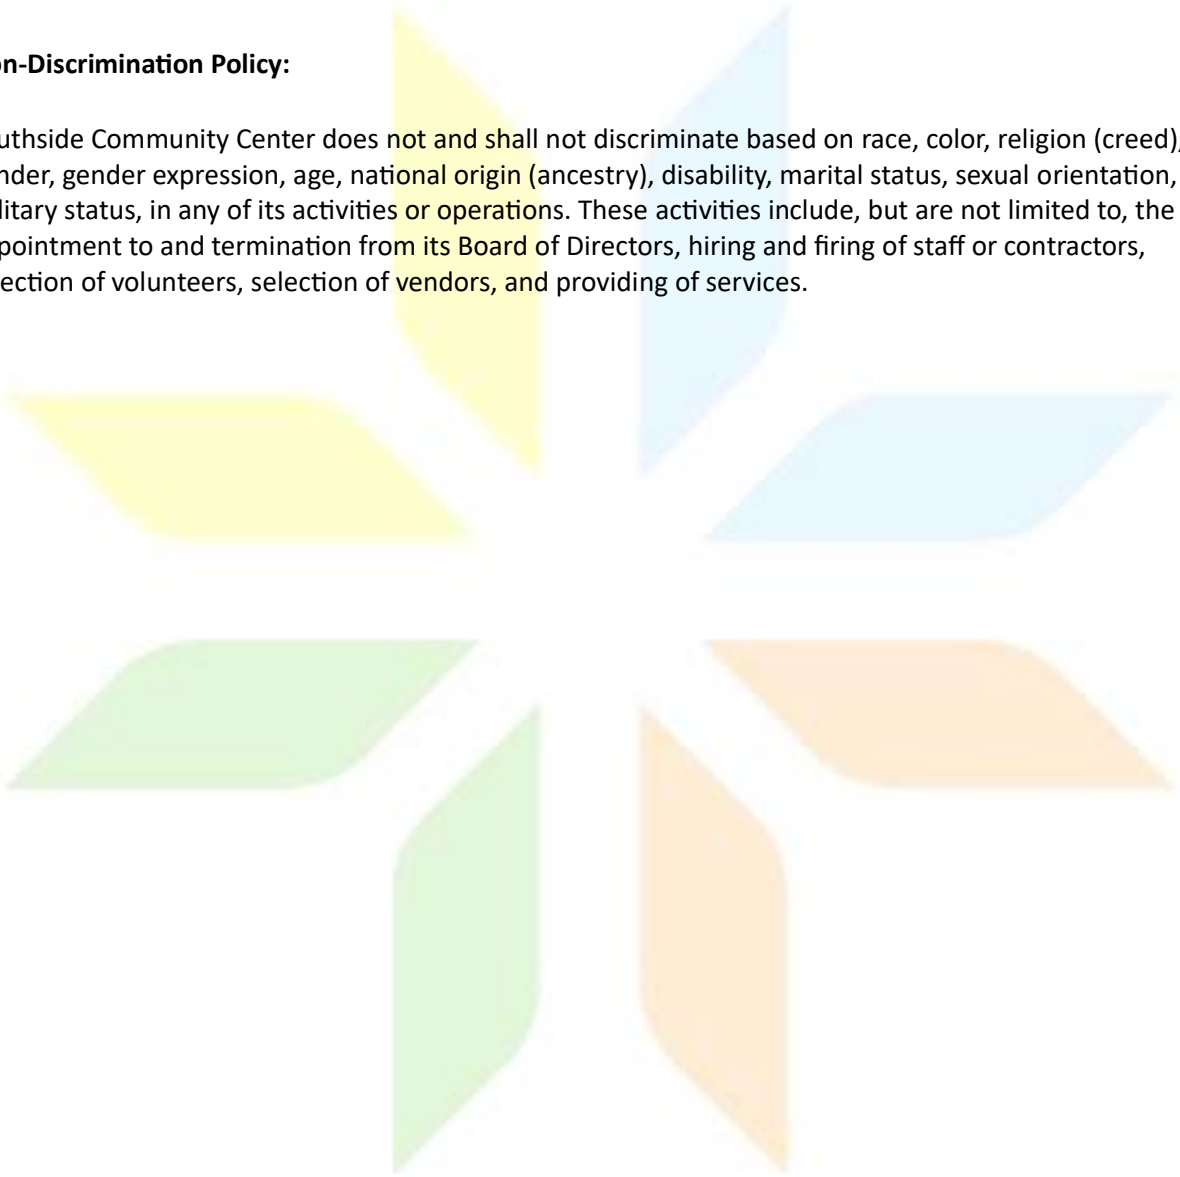 on-Discrimination Policy:
uthside Community Center does not and shall not discriminate based on race, color, religion (creed),
nder, gender expression, age, national origin (ancestry), disability, marital status, sexual orientation,
litary status, in any of its activities or operations. These activities include, but are not limited to, the
pointment to and termination from its Board of Directors, hiring and firing of staff or contractors,
ection of volunteers, selection of vendors, and providing of services.